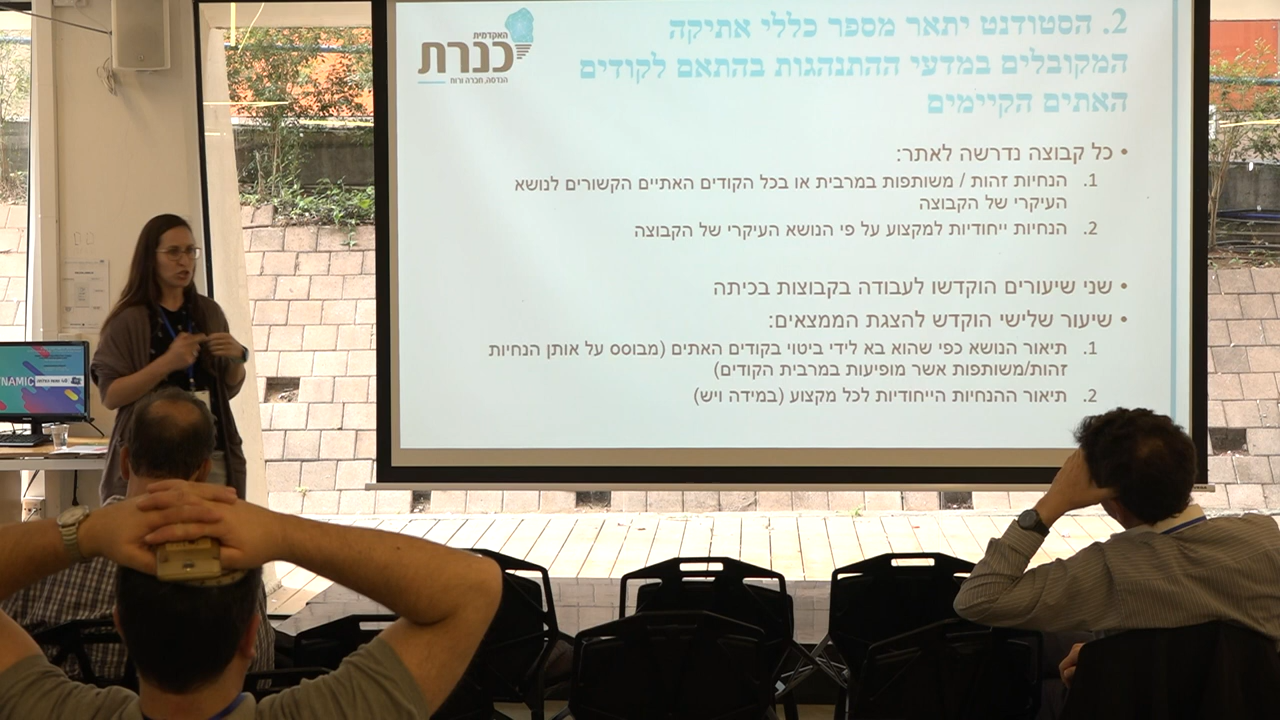 2. הסטודנט יתאר מספר כללי אתיקה
המקובלים במדעי ההתנהגות בהתאם לקודים
האתים הקיימים
האקדמית
כנרת
הנדסה, חברה ורוח
• כל קבוצה נדרשה לאתר:
1. הנחיות זהות / משותפות במרבית או בכל הקודים האתיים הקשורים לנושא
העיקרי של הקבוצה
2. הנחיות ייחודיות למקצוע על פי הנושא העיקרי של הקבוצה
• שני שיעורים הוקדשו לעבודה בקבוצות בכיתה
• שיעור שלישי הוקדש להצגת הממצאים:
1. תיאור הנושא כפי שהוא בא לידי ביטוי בקודים האתים (מבוסס על אותן הנחיות
זהות/משותפות אשר מופיעות במרבית הקודים)
2. תיאור ההנחיות הייחודיות לכל מקצוע (במידה ויש)
NAMIC